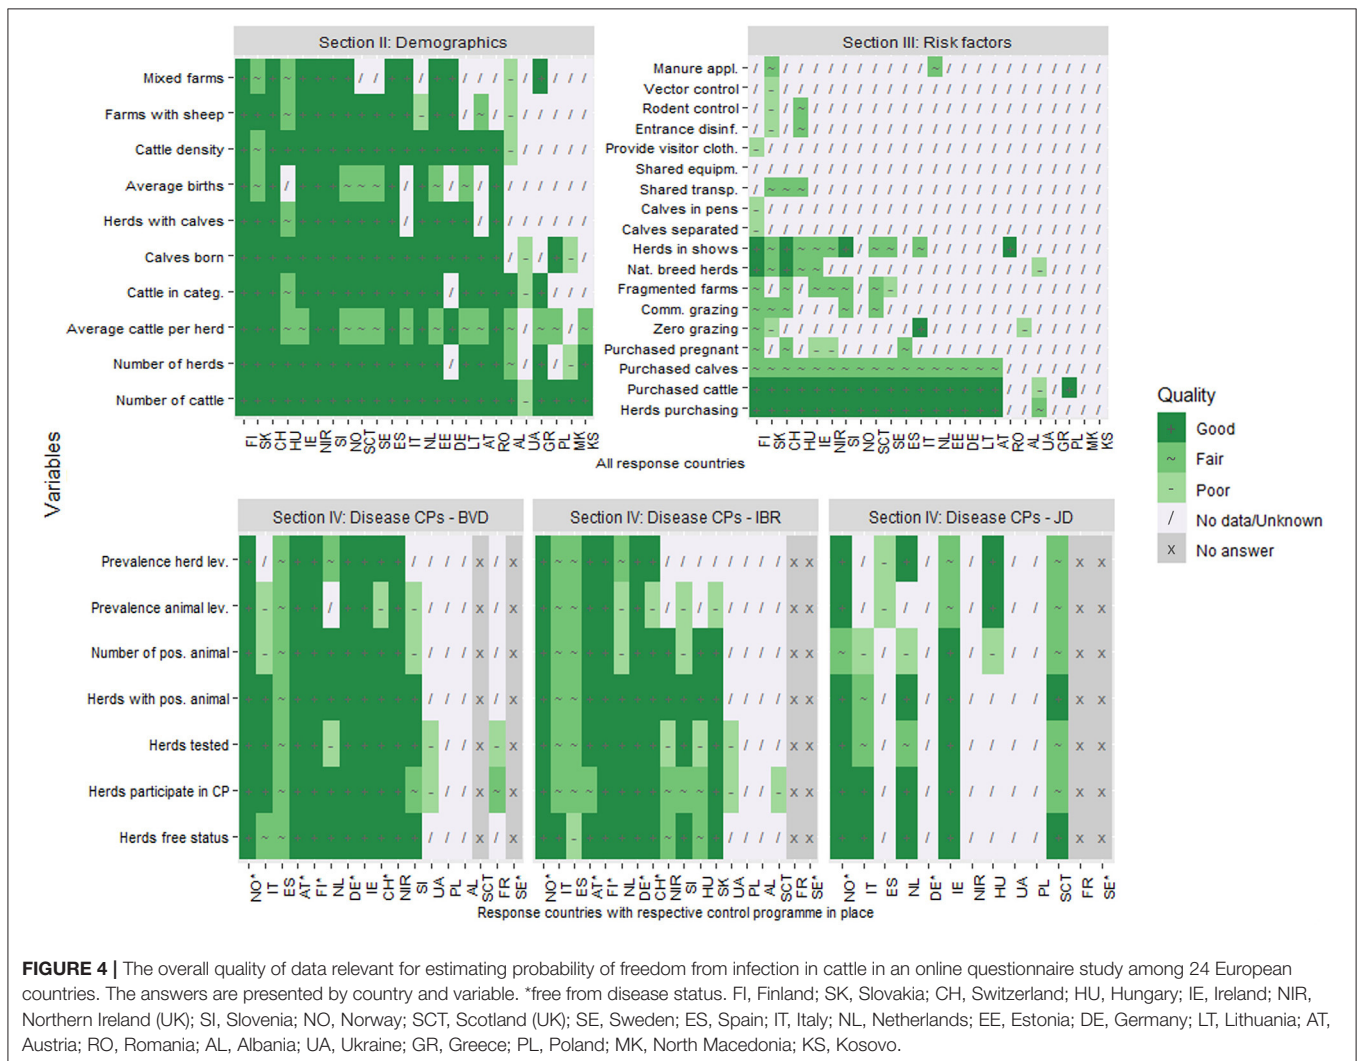 Section II: Demographics
Mixed farms
Farms with sheep
Cattle density
Average births
Herds with calves
Calves born
Cattle in categ.
Average cattle per herd
Number of herds
Number of cattle
FI SK CH HU IE NIR SI NO SCT SE ES IT NL EE DE LT AT RO AL UA GR PL MK KS
Section III: Risk factors
Manure appl.
Vector control
Rodent control
Entrance disinf.
Provide visitor cloth.
Shared equipm.
Shared transp.
Calves in pens
Calves separated
Herds in shows
Nat. breed herds
Fragmented farms
Comm. grazing
Zero grazing
Purchased pregnant
Purchased calves
Purchased cattle
Herds purchasing
FI SK CH HU IE NIR SI NO SCT SE ES IT NL EE DE LT AT RO AL UA GR PL MK KS
All response countries
Variables
Quality
+ Good
~ Fair
- Poor
/ No data/Unknown
x No answer
Section IV: Disease CPs - BVD
Section IV: Disease CPs - IBR
Section IV: Disease CPs - JD
Prevalence herd lev.
Prevalence animal lev.
Number of pos. animal
Herds with pos. animal
Herds tested
Herds participate in CP
Herds free status
NO* IT ES AT* FI* NL DE* IE CH* NIR SI UA PL AL SCT FR SE*
NO* IT ES AT* FI* NL DE* CH* NIR SI HU SK UA PL AL SCT FR SE*
NO* IT ES NL DE* IE NIR HU UA PL SCT FR SE*
Response countries with respective control programme in place
FIGURE 4 | The overall quality of data relevant for estimating probability of freedom from infection in cattle in an online questionnaire study among 24 European
countries. The answers are presented by country and variable. *free from disease status. FI, Finland; SK, Slovakia; CH, Switzerland; HU, Hungary; IE, Ireland; NIR,
Northern Ireland (UK); SI, Slovenia; NO, Norway; SCT, Scotland (UK); SE, Sweden; ES, Spain; IT, Italy; NL, Netherlands; EE, Estonia; DE, Germany; LT, Lithuania; AT,
Austria; RO, Romania; AL, Albania; UA, Ukraine; GR, Greece; PL, Poland; MK, North Macedonia; KS, Kosovo.